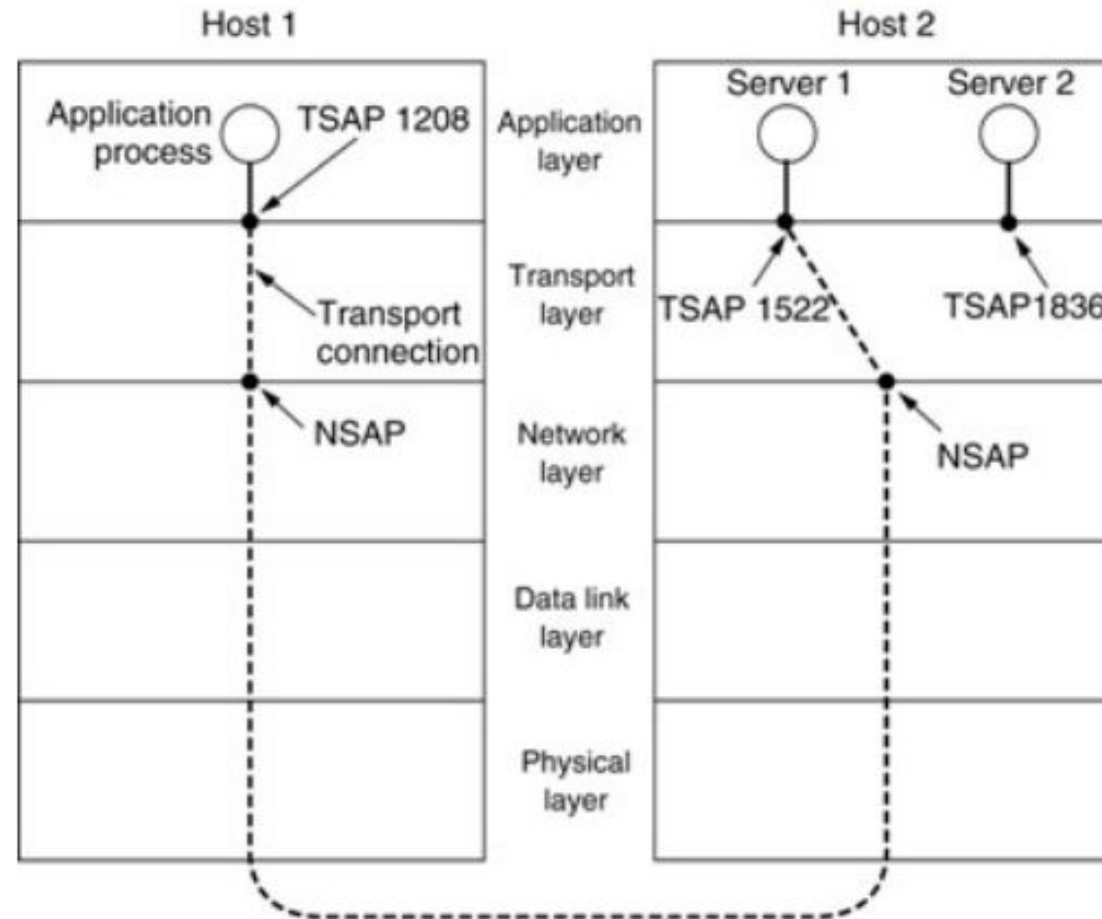 Host 1
Host 2
Application
process
TSAP 1208
Application
layer
Server 1
Server 2
Transport
connection
Transport
layer
TSAP 1522
TSAP1836
NSAP
Network
layer
NSAP
Data link
layer
Physical
layer